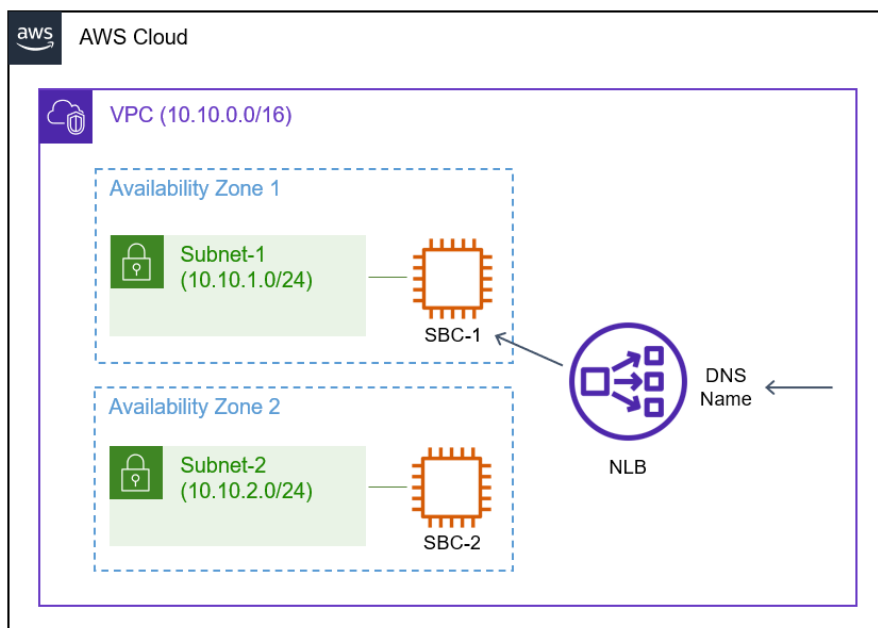 aws
AWS Cloud
VPC (10.10.0.0/16)
Availability Zone 1
Subnet-1
(10.10.1.0/24)
SBC-1
Availability Zone 2
Subnet-2
(10.10.2.0/24)
SBC-2
NLB
DNS
Name